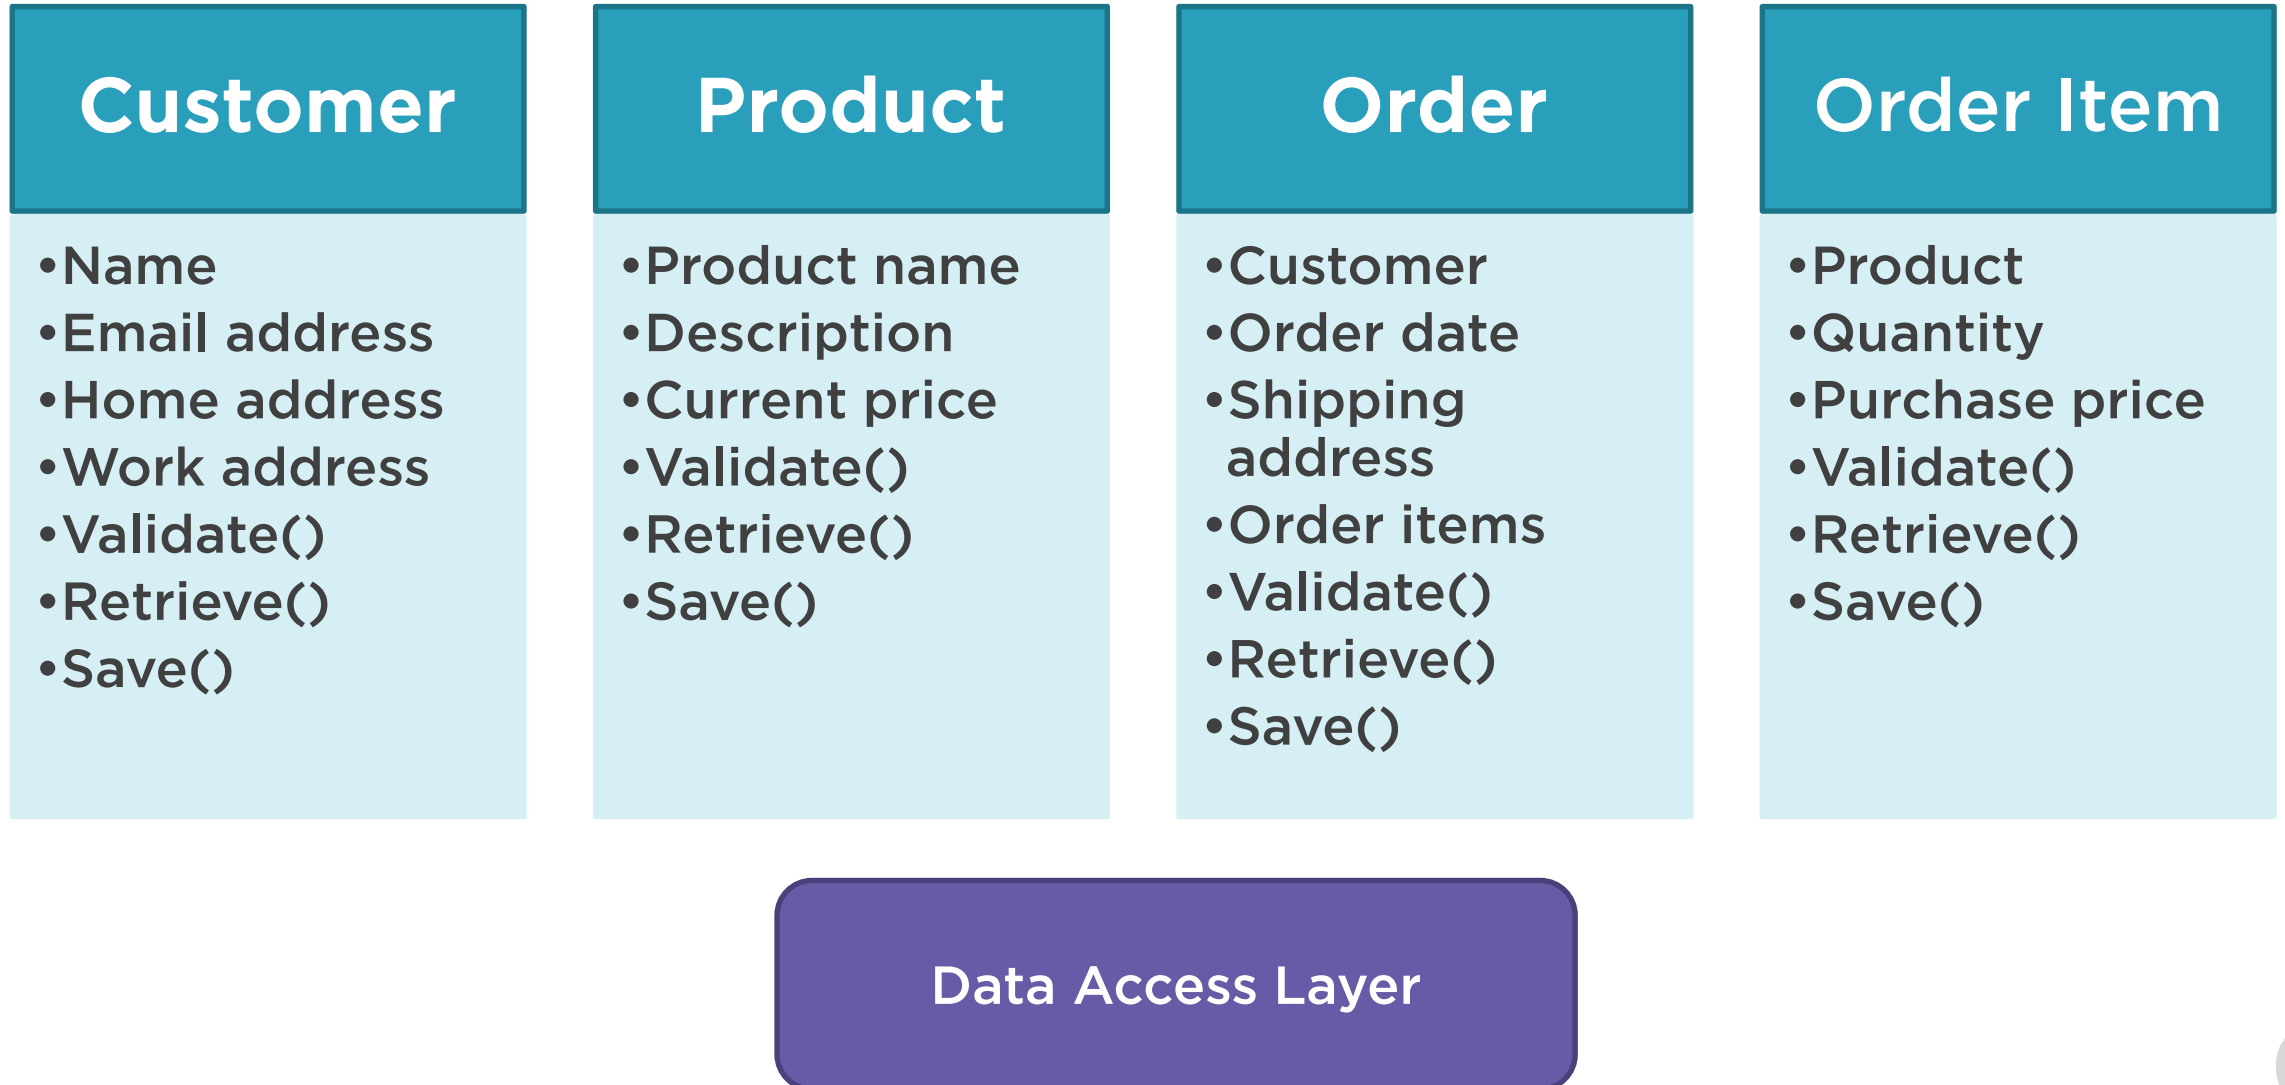 Customer
•Name
•Email address
•Home address
•Work address
•Validate()
•Retrieve()
•Save()
Product
•Product name
•Description
•Current price
•Validate()
•Retrieve()
•Save()
Order
•Customer
•Order date
•Shipping
address
•Order items
•Validate()
•Retrieve()
•Save()
Order Item
•Product
•Quantity
•Purchase price
•Validate()
•Retrieve()
•Save()
Data Access Layer